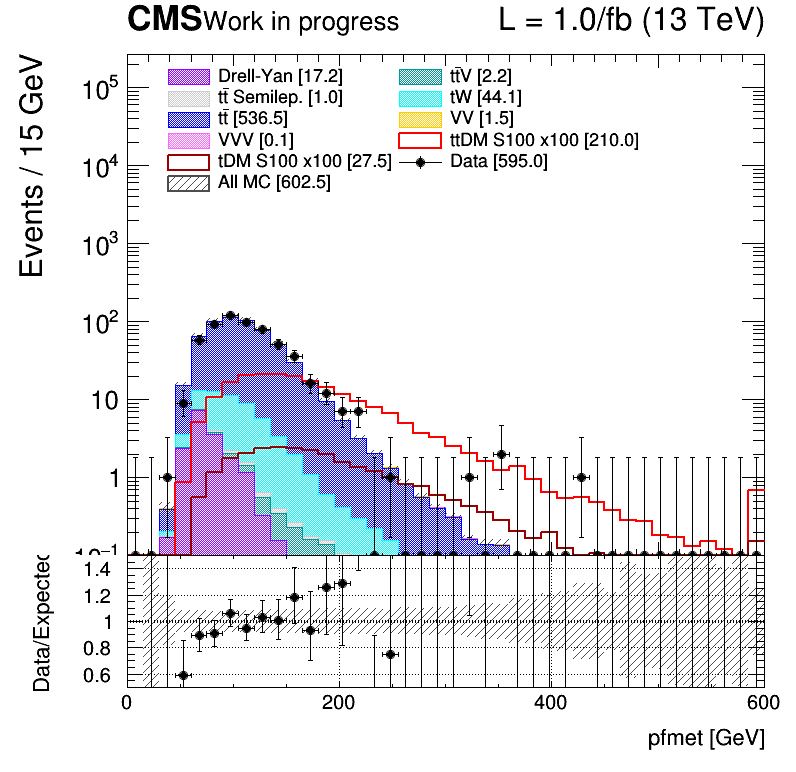 CMS Work in progress L = 1.0/fb (13 TeV)
Drell-Yan [17.2] tt̄V [2.2]
tt̄ Semilep. [1.0] tW [44.1]
tt̄ [536.5] VV [1.5]
VVV [0.1] ttDM S100 x100 [210.0]
tDM S100 x100 [27.5] Data [595.0]
All MC [602.5]
Events / 15 GeV
10⁵
10⁴
10³
10²
10
1
10⁻¹
Data/Expected
1.4
1.2
1
0.8
0.6
0 200 400 600
pfmet [GeV]